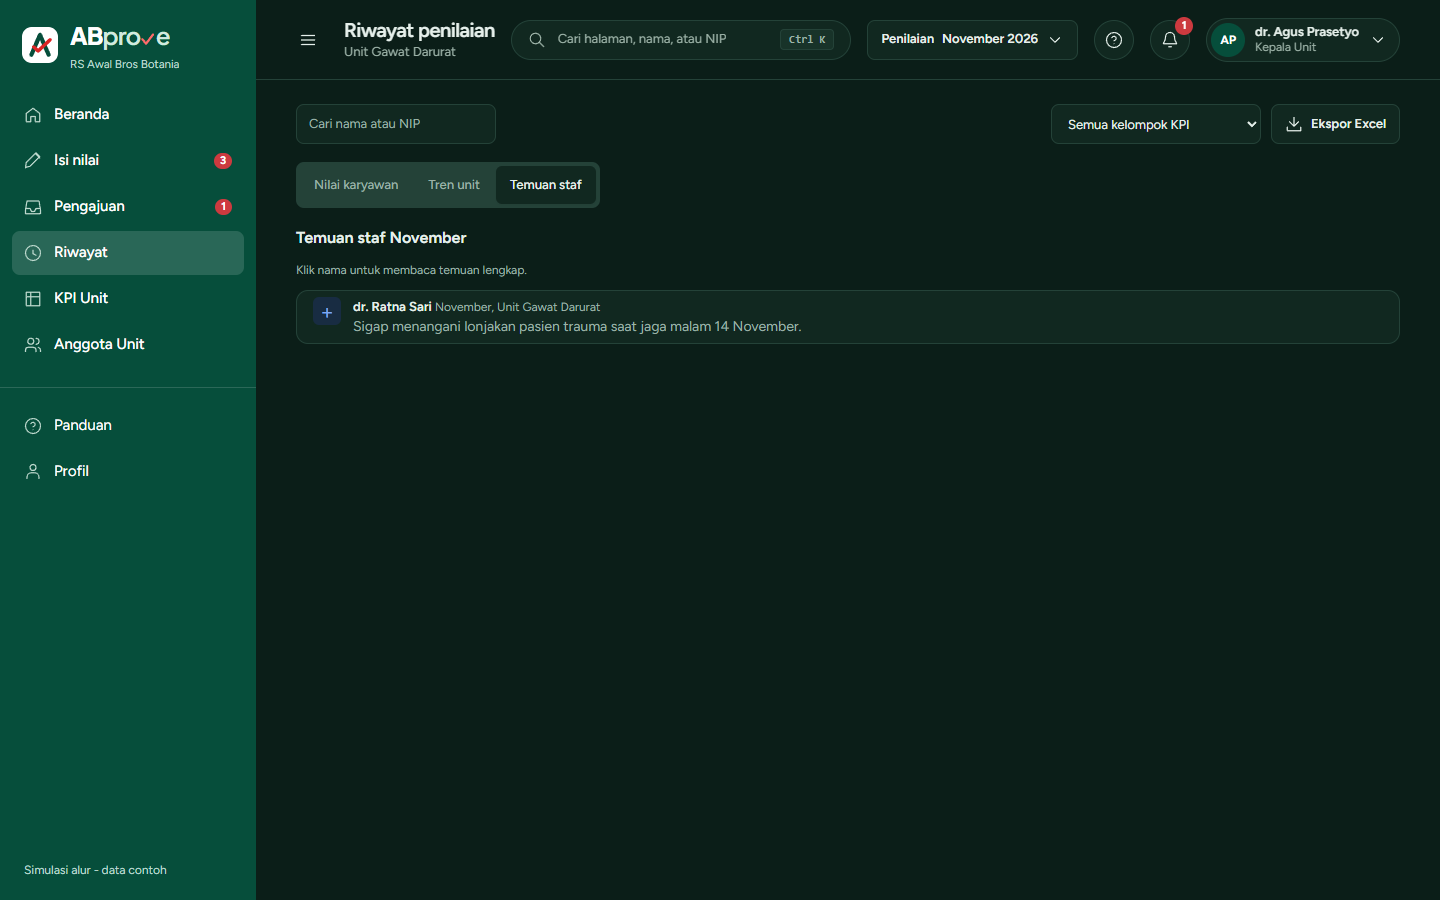 ABprove
RS Awal Bros Botania
Beranda
Isi nilai 3
Pengajuan 1
Riwayat
KPI Unit
Anggota Unit
Panduan
Profil
Simulasi alur - data contoh
Riwayat penilaian
Unit Gawat Darurat
Cari halaman, nama, atau NIP Ctrl K
Penilaian November 2026
1
AP
dr. Agus Prasetyo
Kepala Unit
Cari nama atau NIP
Semua kelompok KPI
Ekspor Excel
Nilai karyawan Tren unit Temuan staf
Temuan staf November
Klik nama untuk membaca temuan lengkap.
+ dr. Ratna Sari November, Unit Gawat Darurat
Sigap menangani lonjakan pasien trauma saat jaga malam 14 November.